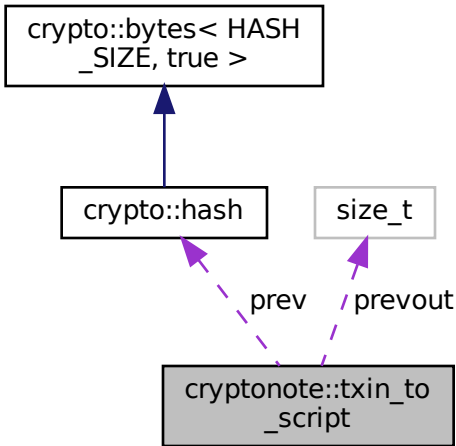 crypto::bytes< HASH
_SIZE, true >
crypto::hash
size_t
prev
prevout
cryptonote::txin_to
_script